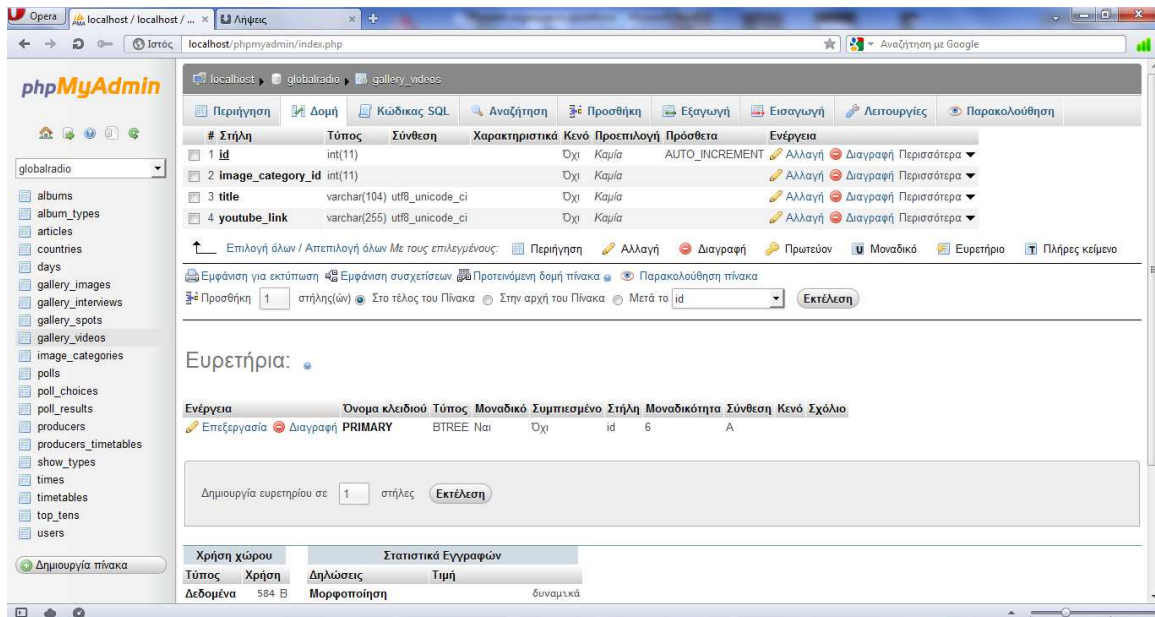 Opera
localhost / localhost / ...
Λήψεις
Ιστός
localhost/phpmyadmin/index.php
Αναζήτηση με Google
phpMyAdmin
globalradio
albums
album_types
articles
countries
days
gallery_images
gallery_interviews
gallery_spots
gallery_videos
image_categories
polls
poll_choices
poll_results
producers
producers_timetables
show_types
times
timetables
top_tens
users
Δημιουργία πίνακα
localhost globalradio gallery_videos
Περιήγηση Δομή Κώδικας SQL Αναζήτηση Προσθήκη Εξαγωγή Εισαγωγή Λειτουργίες Παρακολούθηση
# Στήλη Τύπος Σύνθεση Χαρακτηριστικά Κενό Προεπιλογή Πρόσθετα Ενέργεια
1 id int(11) Όχι Καμία AUTO_INCREMENT Αλλαγή Διαγραφή Περισσότερα
2 image_category_id int(11) Όχι Καμία Αλλαγή Διαγραφή Περισσότερα
3 title varchar(104) utf8_unicode_ci Όχι Καμία Αλλαγή Διαγραφή Περισσότερα
4 youtube_link varchar(255) utf8_unicode_ci Όχι Καμία Αλλαγή Διαγραφή Περισσότερα
Επιλογή όλων / Απεπιλογή όλων Με τους επιλεγμένους: Περιήγηση Αλλαγή Διαγραφή Πρωτεύον U Μοναδικό Ευρετήριο T Πλήρες κείμενο
Εμφάνιση για εκτύπωση Εμφάνιση συσχετίσεων Προτεινόμενη δομή πίνακα Παρακολούθηση πίνακα
Προσθήκη 1 στήλης(ών) Στο τέλος του Πίνακα Στην αρχή του Πίνακα Μετά το id Εκτέλεση
Ευρετήρια:
Ενέργεια Όνομα κλειδιού Τύπος Μοναδικό Συμπιεσμένο Στήλη Μοναδικότητα Σύνθεση Κενό Σχόλιο
Επεξεργασία Διαγραφή PRIMARY BTREE Ναι Όχι id 6 A
Δημιουργία ευρετηρίου σε 1 στήλες Εκτέλεση
Χρήση χώρου Στατιστικά Εγγραφών
Τύπος Χρήση Δηλώσεις Τιμή
Δεδομένα 584 B Μορφοποίηση δυναμικά